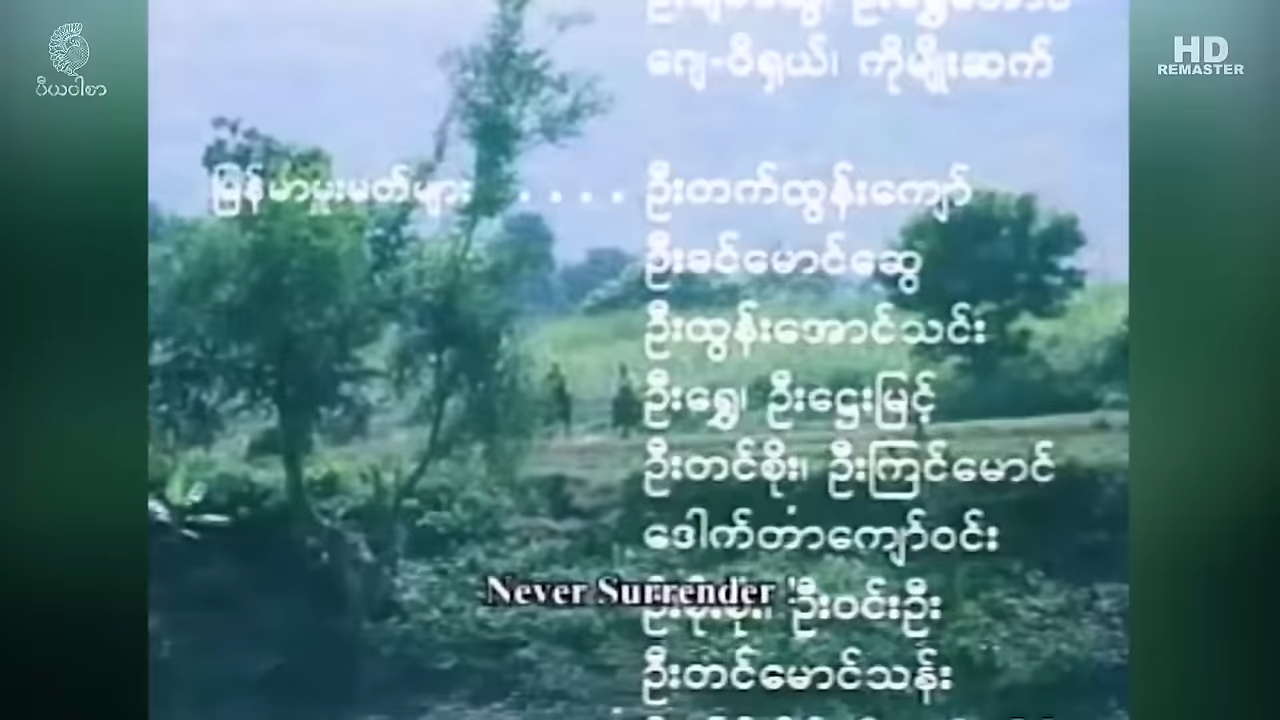 ပီယဝါစာ
HD
REMASTER
ဂျေ-ပီရှယ်၊ ကိုမျိုးဆက်
မြန်မာမှုးမတ်များ . . . . ဦးတက်ထွန်းကျော်
ဦးခင်မောင်ဆွေ
ဦးထွန်းအောင်သင်း
ဦးရွှေ၊ ဦးဌေးမြင့်
ဦးတင်စိုး၊ ဦးကြင်မောင်
ဒေါက်တာကျော်ဝင်း
Never Surrender !
ဦးဝင်းဦး
ဦးတင်မောင်သန်း